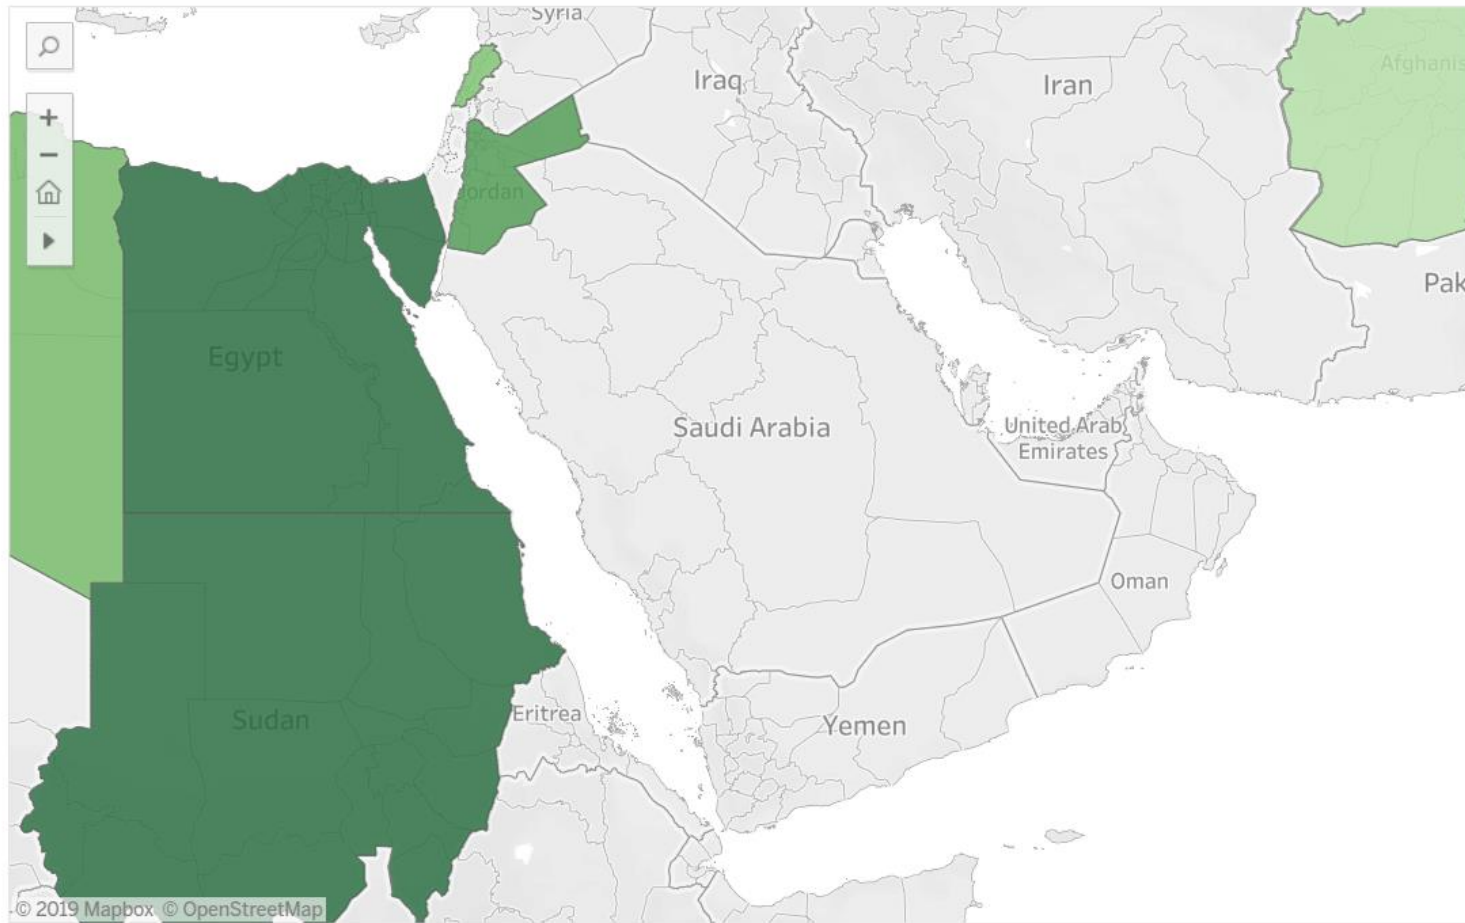 Syria
Iraq
Iran
Afghanis
Jordan
Pak
Egypt
Saudi Arabia
United Arab
Emirates
Oman
Sudan
Eritrea
Yemen
© 2019 Mapbox © OpenStreetMap